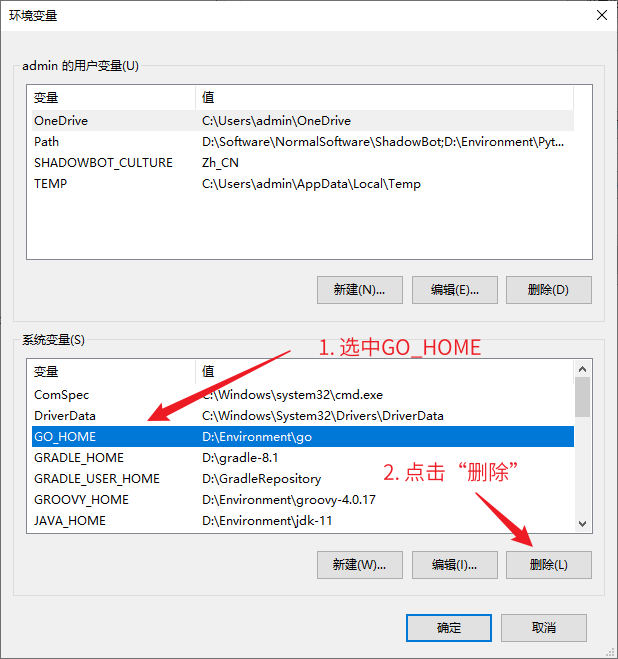 环境变量
admin 的用户变量(U)
变量 值
OneDrive C:\Users\admin\OneDrive
Path D:\Software\NormalSoftware\ShadowBot;D:\Environment\Pyt...
SHADOWBOT_CULTURE Zh_CN
TEMP C:\Users\admin\AppData\Local\Temp
新建(N)... 编辑(E)... 删除(D)
系统变量(S)
1. 选中GO_HOME
变量 值
ComSpec C:\Windows\system32\cmd.exe
DriverData C:\Windows\System32\Drivers\DriverData
GO_HOME D:\Environment\go
GRADLE_HOME D:\gradle-8.1
2. 点击“删除”
GRADLE_USER_HOME D:\GradleRepository
GROOVY_HOME D:\Environment\groovy-4.0.17
JAVA_HOME D:\Environment\jdk-11
新建(W)... 编辑(I)... 删除(L)
确定 取消